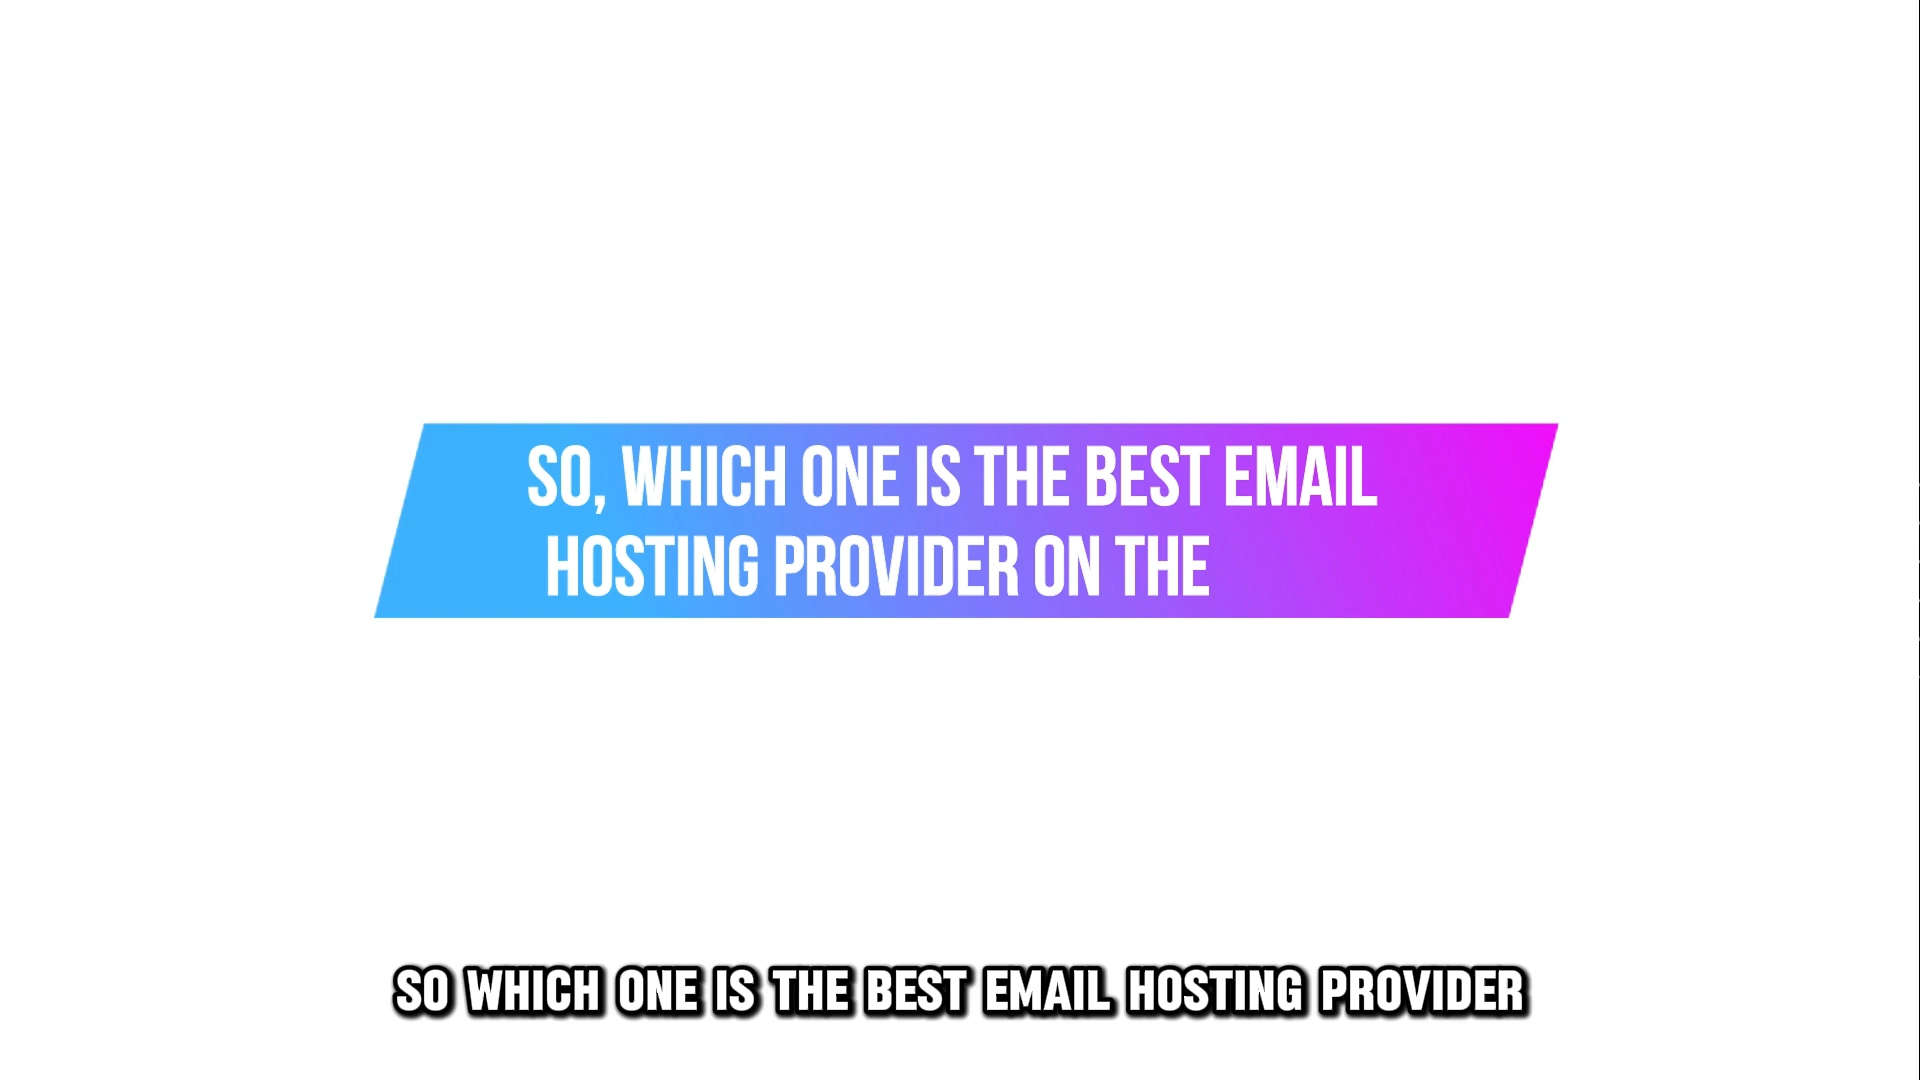 SO, WHICH ONE IS THE BEST EMAIL
HOSTING PROVIDER ON THE
SO WHICH ONE IS THE BEST EMAIL HOSTING PROVIDER